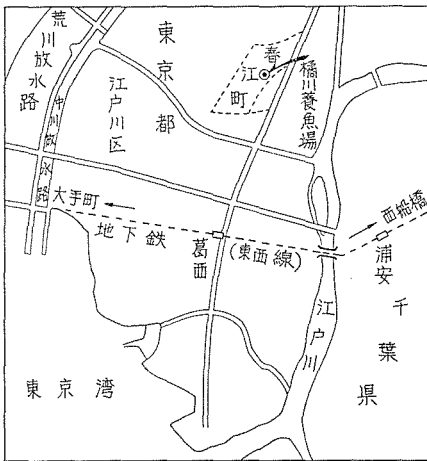 荒川放水路
中川放水路
東京都
江戸川区
春江町
橘川養魚場
大手町
西船橋
地下鉄
葛西
(東西線)
浦安
江戸川
千葉県
東京湾